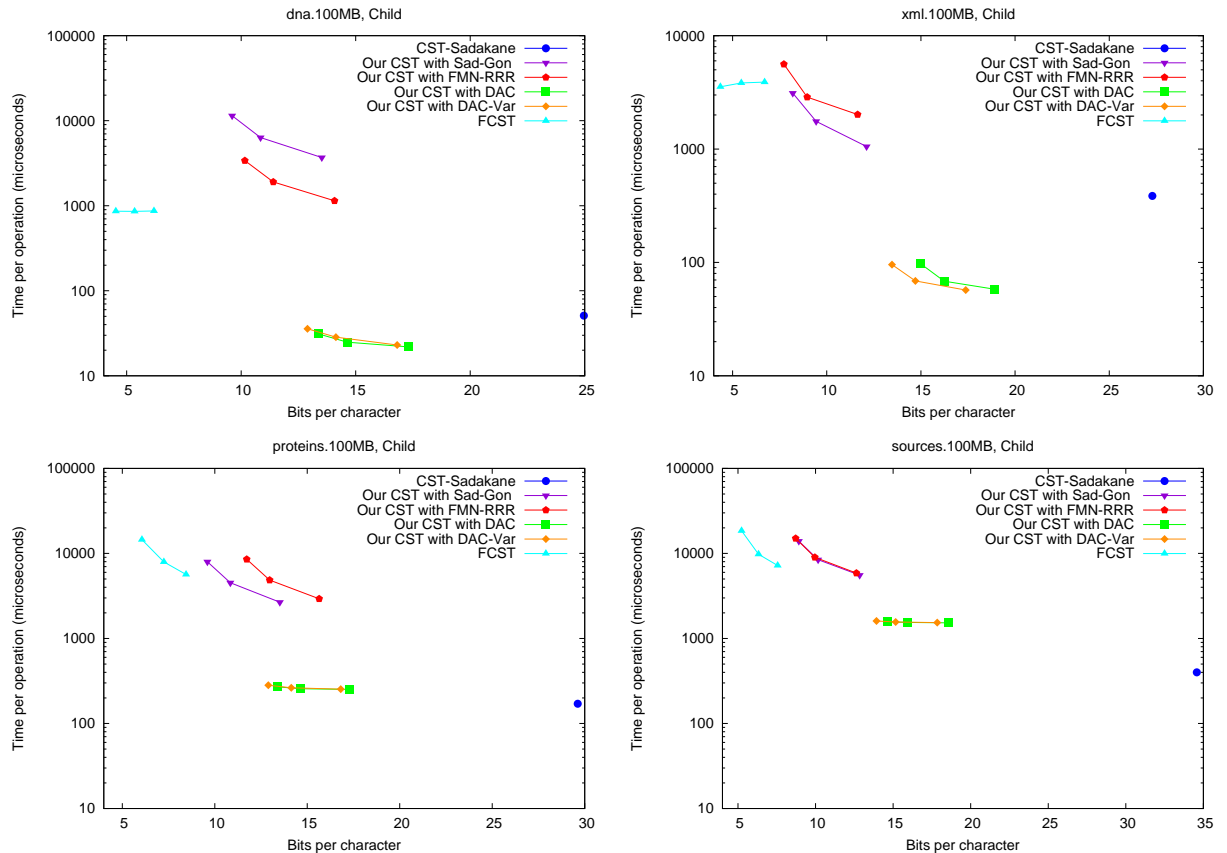 dna.100MB, Child
100000
10000
1000
100
10
5
10
15
20
25
Time per operation (microseconds)
Bits per character
CST-Sadakane
Our CST with Sad-Gon
Our CST with FMN-RRR
Our CST with DAC
Our CST with DAC-Var
FCST
xml.100MB, Child
10000
1000
100
10
5
10
15
20
25
30
Time per operation (microseconds)
Bits per character
CST-Sadakane
Our CST with Sad-Gon
Our CST with FMN-RRR
Our CST with DAC
Our CST with DAC-Var
FCST
proteins.100MB, Child
100000
10000
1000
100
10
5
10
15
20
25
30
Time per operation (microseconds)
Bits per character
CST-Sadakane
Our CST with Sad-Gon
Our CST with FMN-RRR
Our CST with DAC
Our CST with DAC-Var
FCST
sources.100MB, Child
100000
10000
1000
100
10
5
10
15
20
25
30
35
Time per operation (microseconds)
Bits per character
CST-Sadakane
Our CST with Sad-Gon
Our CST with FMN-RRR
Our CST with DAC
Our CST with DAC-Var
FCST